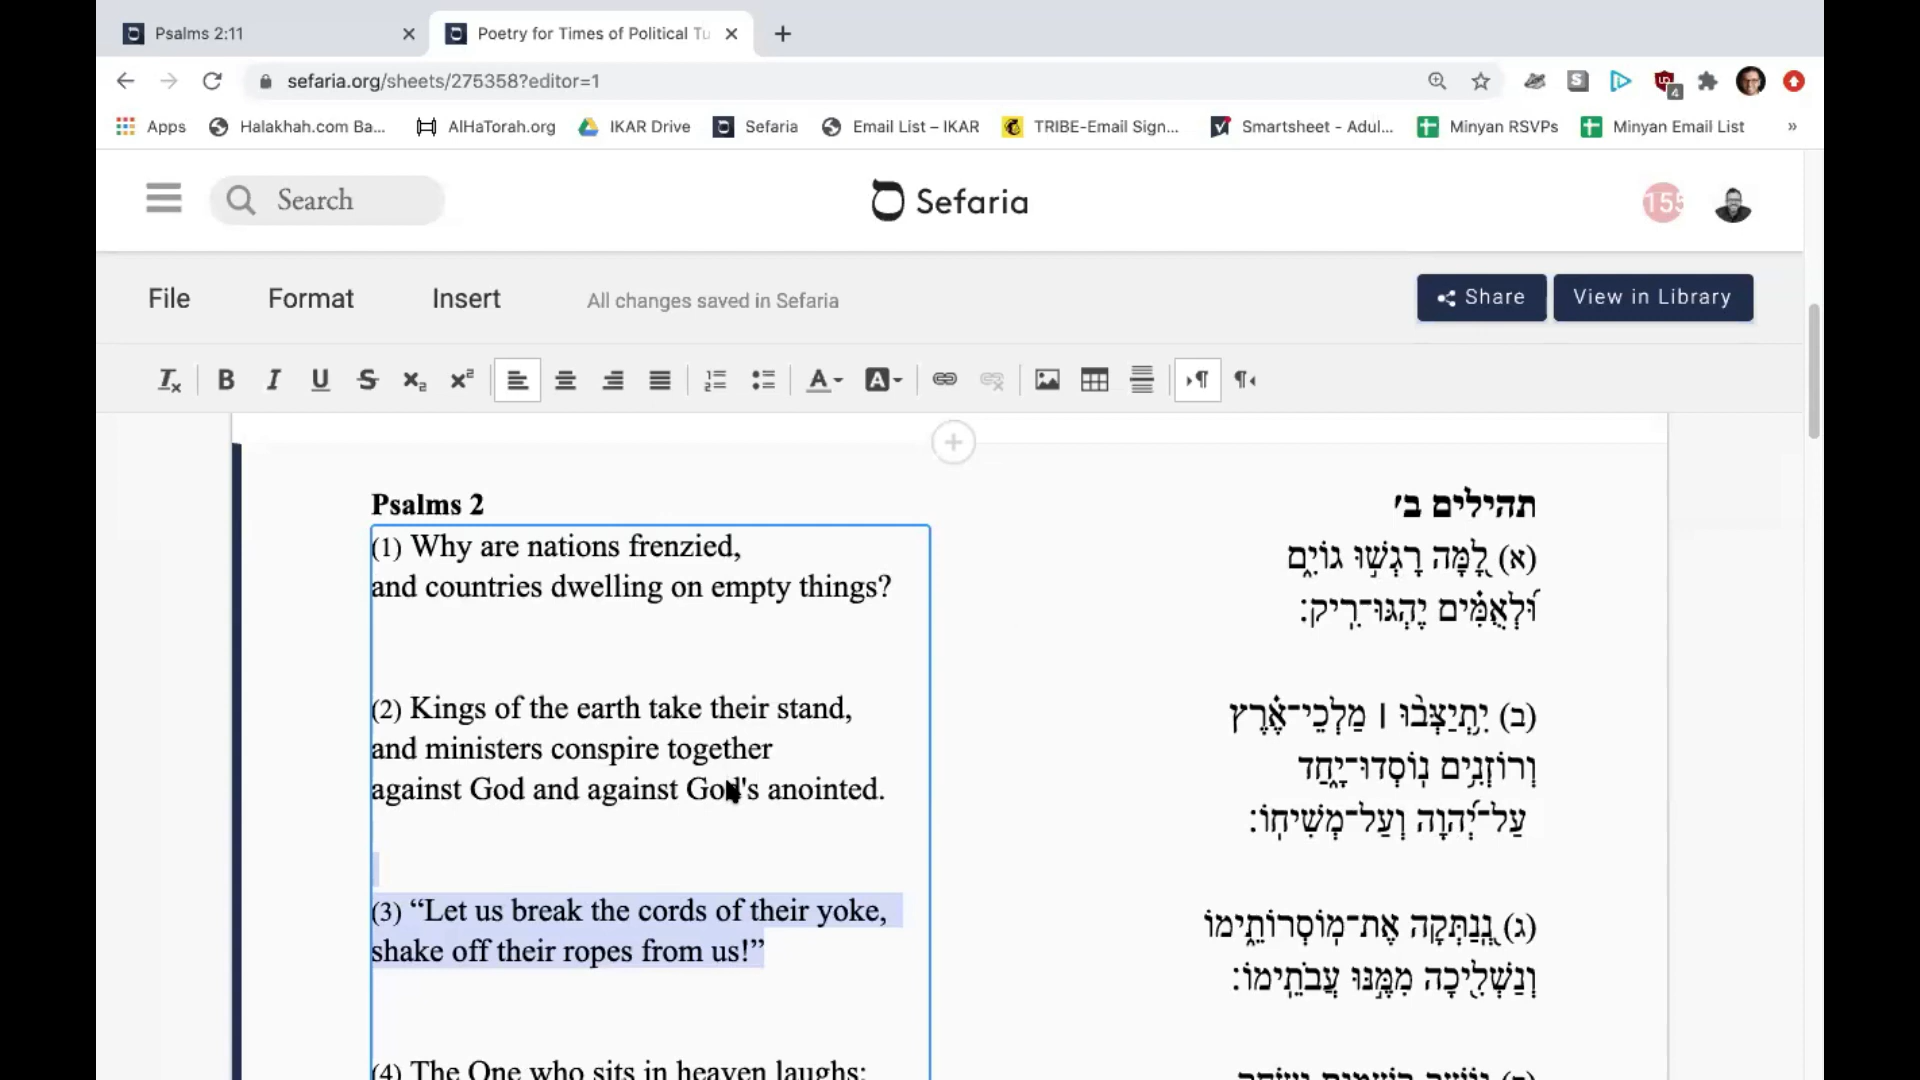 Psalms 2:11
Poetry for Times of Political Tu
sefaria.org/sheets/275358?editor=1
4
Apps
Halakhah.com Ba...
AlHaTorah.org
IKAR Drive
Sefaria
Email List – IKAR
TRIBE-Email Sign...
Smartsheet - Adul...
Minyan RSVPs
Minyan Email List
»
Search
Sefaria
155
File
Format
Insert
All changes saved in Sefaria
Share
View in Library
Psalms 2
(1) Why are nations frenzied,
and countries dwelling on empty things?
(2) Kings of the earth take their stand,
and ministers conspire together
against God and against God's anointed.
(3) “Let us break the cords of their yoke,
shake off their ropes from us!”
(4) The One who sits in heaven laughs;
תהילים ב׳
(א) לָ֭מָּה רָגְשׁ֣וּ גוֹיִ֑ם
וּ֝לְאֻמִּ֗ים יֶהְגּוּ־רִֽיק׃
(ב) יִ֥תְיַצְּב֨וּ ׀ מַלְכֵי־אֶ֗רֶץ
וְרוֹזְנִ֥ים נֽוֹסְדוּ־יָ֑חַד
עַל־יְ֝הוָה וְעַל־מְשִׁיחֽוֹ׃
(ג) נְֽ֭נַתְּקָה אֶת־מֽוֹסְרוֹתֵ֑ימוֹ
וְנַשְׁלִ֖יכָה מִמֶּ֣נּוּ עֲבֹתֵֽימוֹ׃